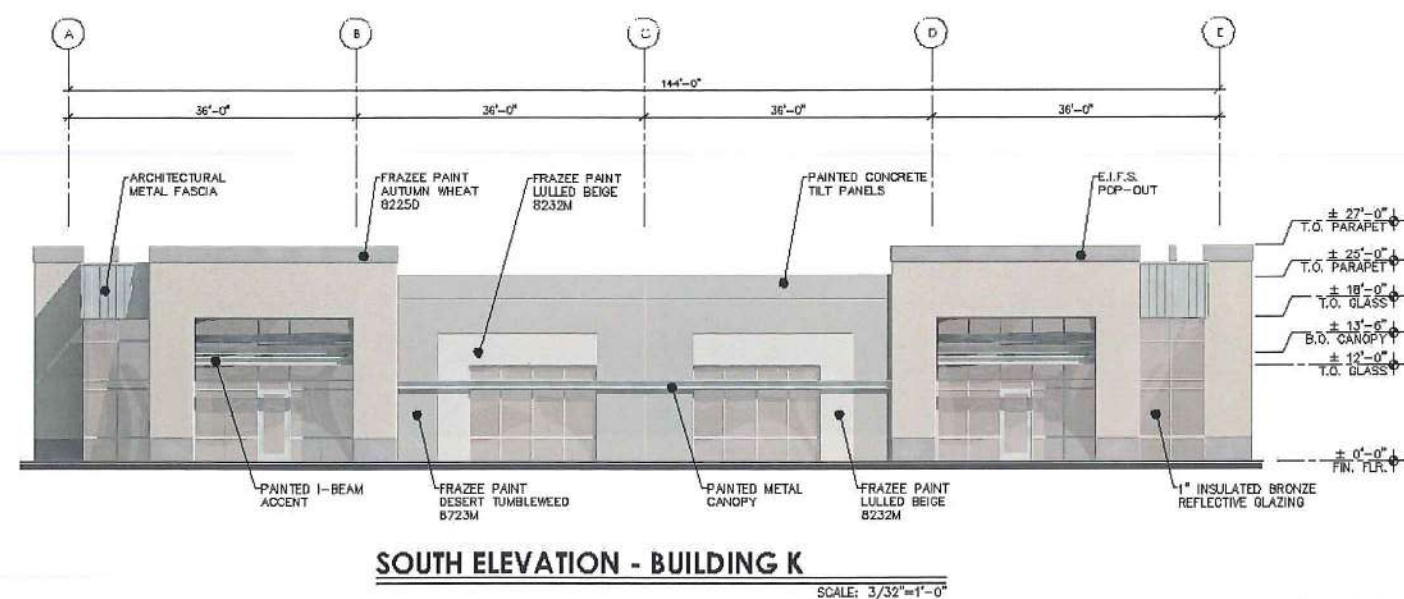 A
B
C
D
E
144'-0"
36'-0"
36'-0"
36'-0"
36'-0"
ARCHITECTURAL
METAL FASCIA
FRAZEE PAINT
AUTUMN WHEAT
8225D
FRAZEE PAINT
LULLED BEIGE
8232M
PAINTED CONCRETE
TILT PANELS
E.I.F.S.
POP-OUT
± 27'-0"
T.O. PARAPET
± 25'-0"
T.O. PARAPET
± 18'-0"
T.O. GLASS
± 13'-6"
B.O. CANOPY
± 12'-0"
T.O. GLASS
± 0'-0"
FIN. FLR.
PAINTED I-BEAM
ACCENT
FRAZEE PAINT
DESERT TUMBLEWEED
8723M
PAINTED METAL
CANOPY
FRAZEE PAINT
LULLED BEIGE
8232M
1" INSULATED BRONZE
REFLECTIVE GLAZING
SOUTH ELEVATION - BUILDING K
SCALE: 3/32"=1'-0"